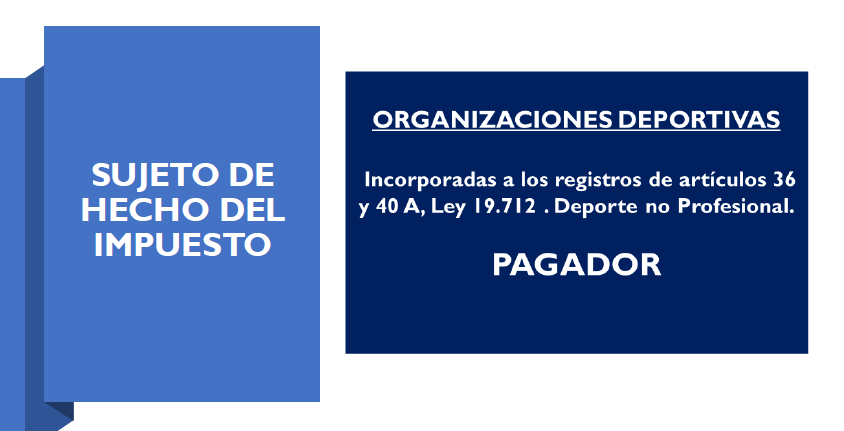 SUJETO DE
HECHO DEL
IMPUESTO
ORGANIZACIONES DEPORTIVAS
Incorporadas a los registros de artículos 36
y 40 A, Ley 19.712 . Deporte no Profesional.
PAGADOR